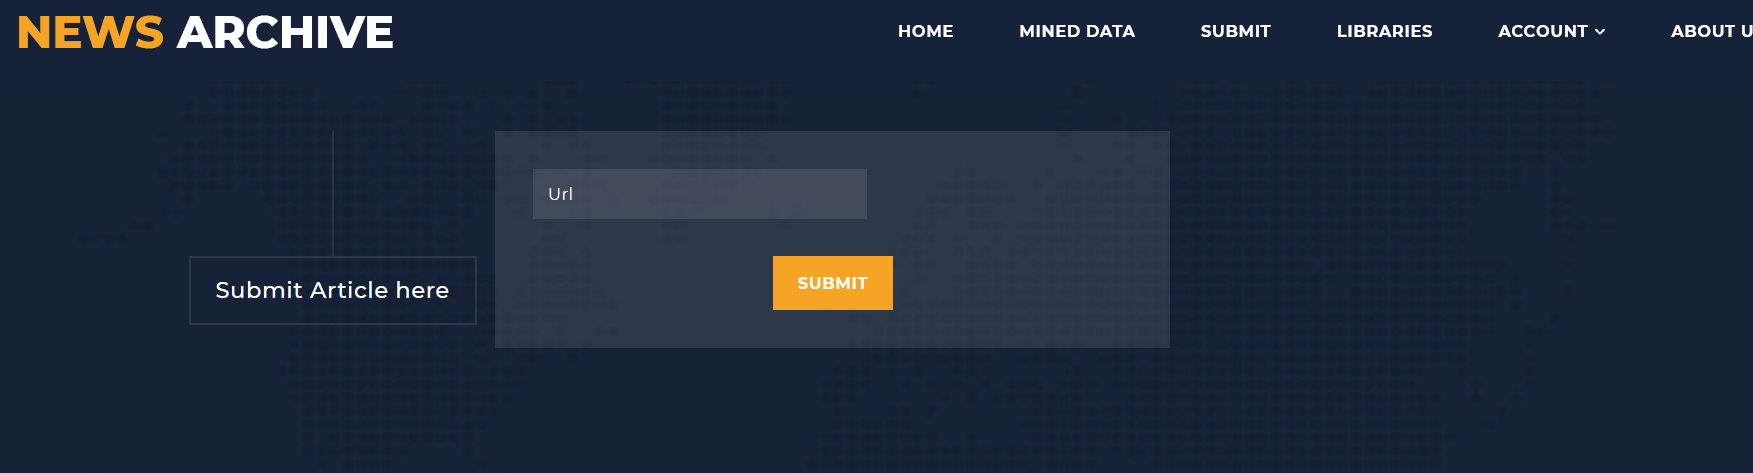 NEWS ARCHIVE
HOME MINED DATA SUBMIT LIBRARIES ACCOUNT ABOUT U
Url
Submit Article here
SUBMIT